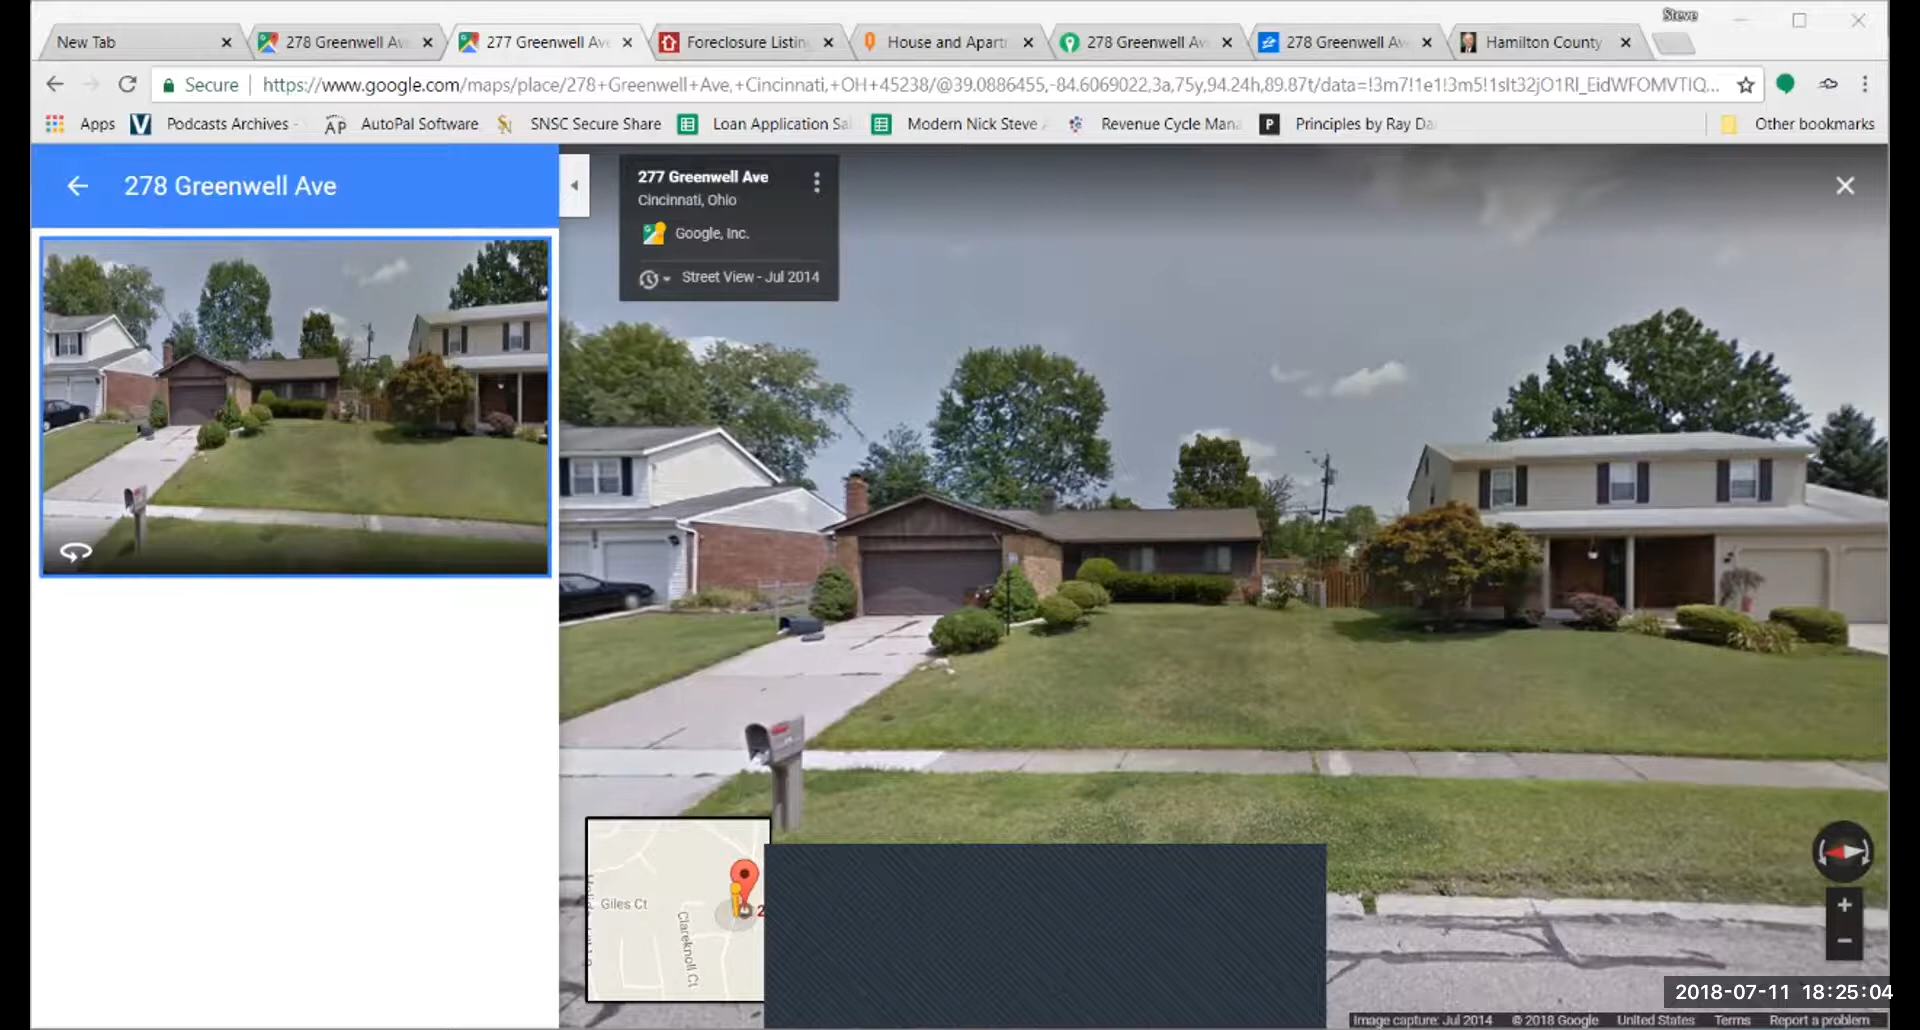 Steve
New Tab
278 Greenwell Av
277 Greenwell Ave
Foreclosure Listin
House and Apart
278 Greenwell Av
278 Greenwell Av
Hamilton County
Secure
https://www.google.com/maps/place/278+Greenwell+Ave,+Cincinnati,+OH+45238/@39.0886455,-84.6069022,3a,75y,94.24h,89.87t/data=!3m7!1e1!3m5!1sIt32jO1Rl_EidWFOMVTIQ...
Apps
Podcasts Archives -
AP
AutoPal Software
SNSC Secure Share
Loan Application Sa
Modern Nick Steve
Revenue Cycle Mana
P
Principles by Ray Da
Other bookmarks
278 Greenwell Ave
277 Greenwell Ave
Cincinnati, Ohio
Google, Inc.
Street View - Jul 2014
Giles Ct
Clareknoll Ct
2
2018-07-11 18:25:04
Image capture: Jul 2014 © 2018 Google United States Terms Report a problem